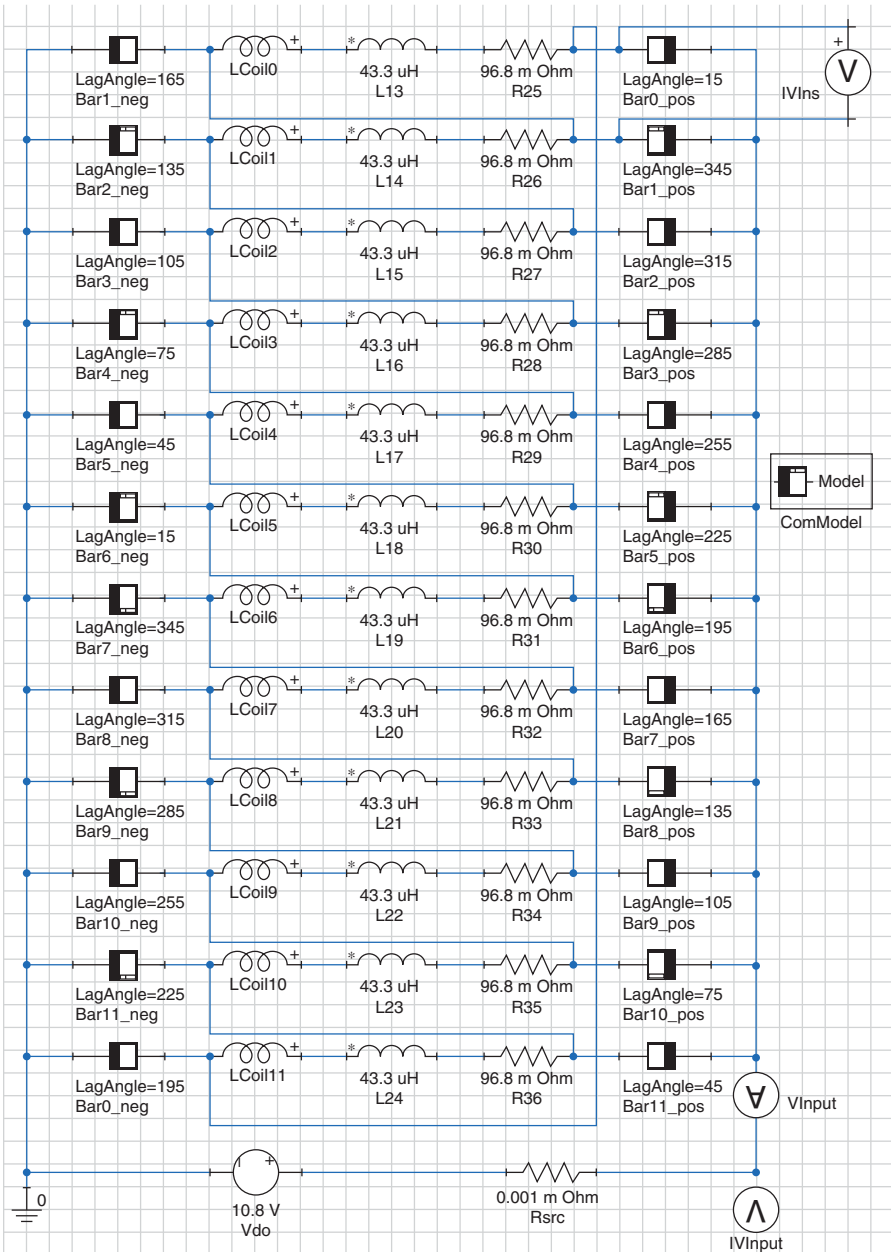 LagAngle=165
Bar1_neg
LCoil0
+
*
43.3 uH
L13
96.8 m Ohm
R25
LagAngle=15
Bar0_pos
+
V
IVIns
LagAngle=135
Bar2_neg
LCoil1
+
*
43.3 uH
L14
96.8 m Ohm
R26
LagAngle=345
Bar1_pos
LagAngle=105
Bar3_neg
LCoil2
+
*
43.3 uH
L15
96.8 m Ohm
R27
LagAngle=315
Bar2_pos
LagAngle=75
Bar4_neg
LCoil3
+
*
43.3 uH
L16
96.8 m Ohm
R28
LagAngle=285
Bar3_pos
LagAngle=45
Bar5_neg
LCoil4
+
*
43.3 uH
L17
96.8 m Ohm
R29
LagAngle=255
Bar4_pos
Model
ComModel
LagAngle=15
Bar6_neg
LCoil5
+
*
43.3 uH
L18
96.8 m Ohm
R30
LagAngle=225
Bar5_pos
LagAngle=345
Bar7_neg
LCoil6
+
*
43.3 uH
L19
96.8 m Ohm
R31
LagAngle=195
Bar6_pos
LagAngle=315
Bar8_neg
LCoil7
+
*
43.3 uH
L20
96.8 m Ohm
R32
LagAngle=165
Bar7_pos
LagAngle=285
Bar9_neg
LCoil8
+
*
43.3 uH
L21
96.8 m Ohm
R33
LagAngle=135
Bar8_pos
LagAngle=255
Bar10_neg
LCoil9
+
*
43.3 uH
L22
96.8 m Ohm
R34
LagAngle=105
Bar9_pos
LagAngle=225
Bar11_neg
LCoil10
+
*
43.3 uH
L23
96.8 m Ohm
R35
LagAngle=75
Bar10_pos
LagAngle=195
Bar0_neg
LCoil11
+
*
43.3 uH
L24
96.8 m Ohm
R36
LagAngle=45
Bar11_pos
A
VInput
0
+
10.8 V
Vdo
0.001 m Ohm
Rsrc
V
IVInput